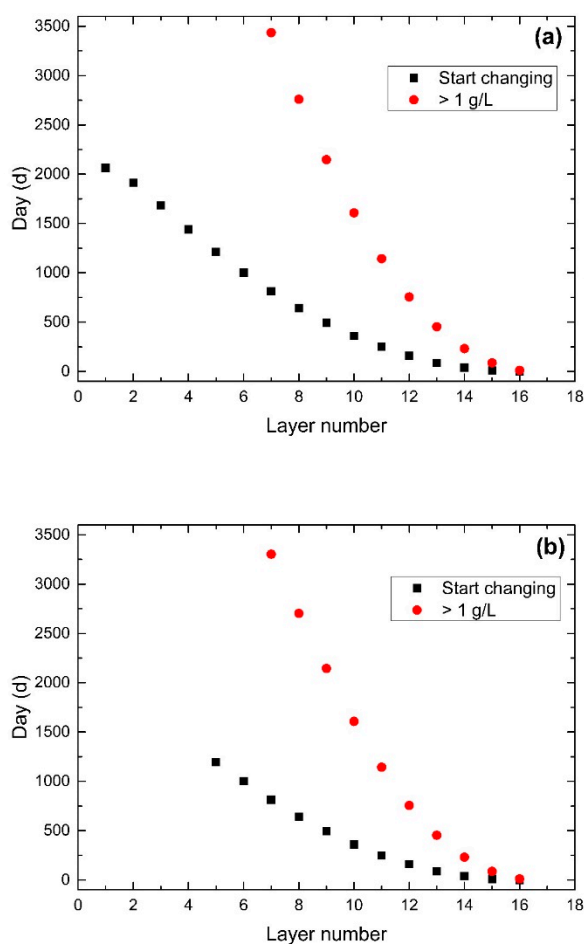 (a)
Start changing
> 1 g/L
3500
3000
2500
2000
1500
1000
500
0
Day (d)
0 2 4 6 8 10 12 14 16 18
Layer number
(b)
Start changing
> 1 g/L
3500
3000
2500
2000
1500
1000
500
0
Day (d)
0 2 4 6 8 10 12 14 16 18
Layer number